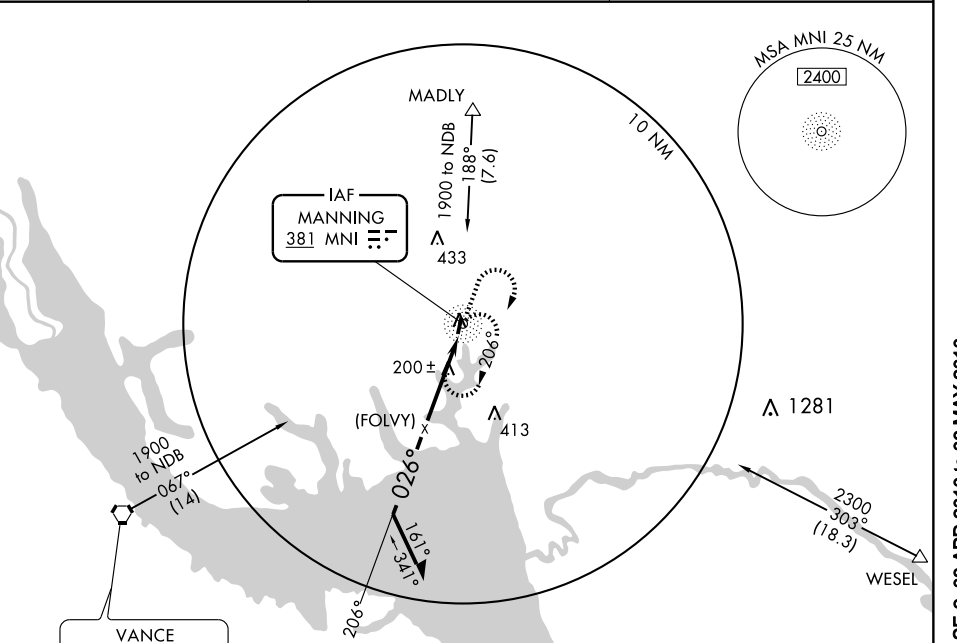 MSA MNI 25 NM
2400
MADLY
10 NM
1900 to NDB
188°
(7.6)
IAF
MANNING
381 MNI
433
206°
200±
413
(FOLVY)
x
1281
1900
to NDB
067°
(14)
026°
2300
303°
(18.3)
161°
341°
WESEL
206°
VANCE